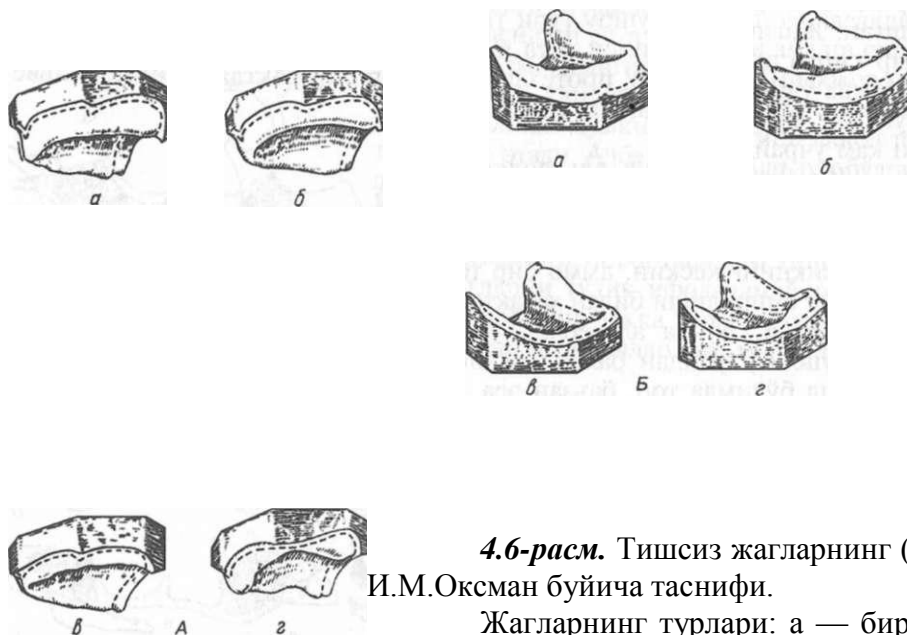 а б
а б
в Б г
в А г
4.6-расм. Тишсиз жагларнинг (
И.М.Оксман буйича таснифи.
Жагларнинг турлари: а — бир